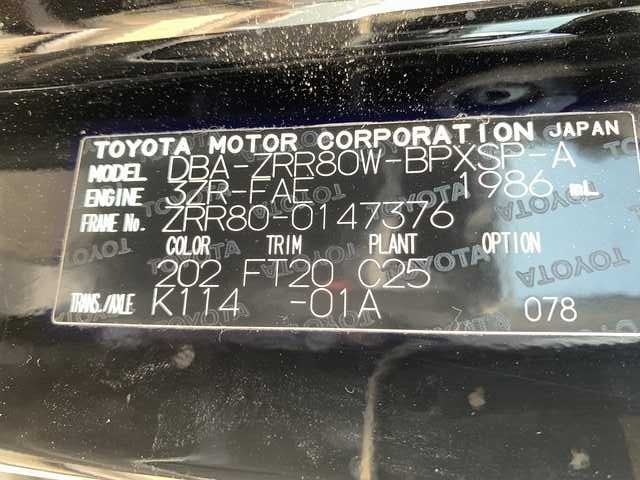 TOYOTA MOTOR CORPORATION JAPAN
MODEL DBA-ZRR80W-BPXSP-A
ENGINE 3ZR-FAE 1986 mL
FRAME No. ZRR80-0147376
COLOR TRIM PLANT OPTION
202 FT20 C25
TRANS./AXLE K114 -01A 078